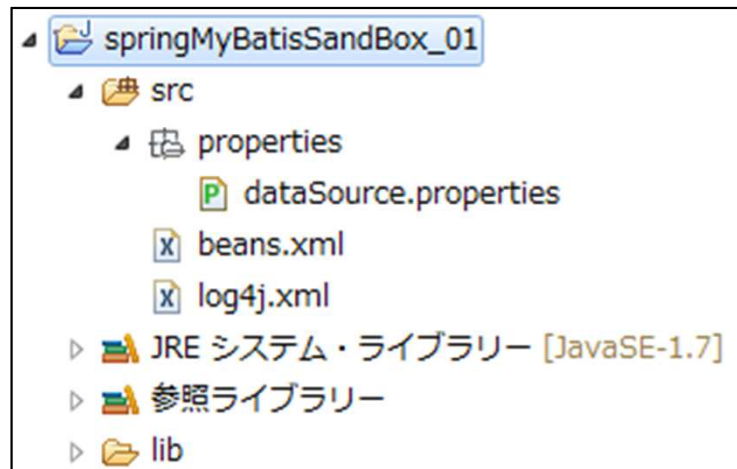 springMyBatisSandBox_01
src
properties
dataSource.properties
beans.xml
log4j.xml
JRE システム・ライブラリー [JavaSE-1.7]
参照ライブラリー
lib